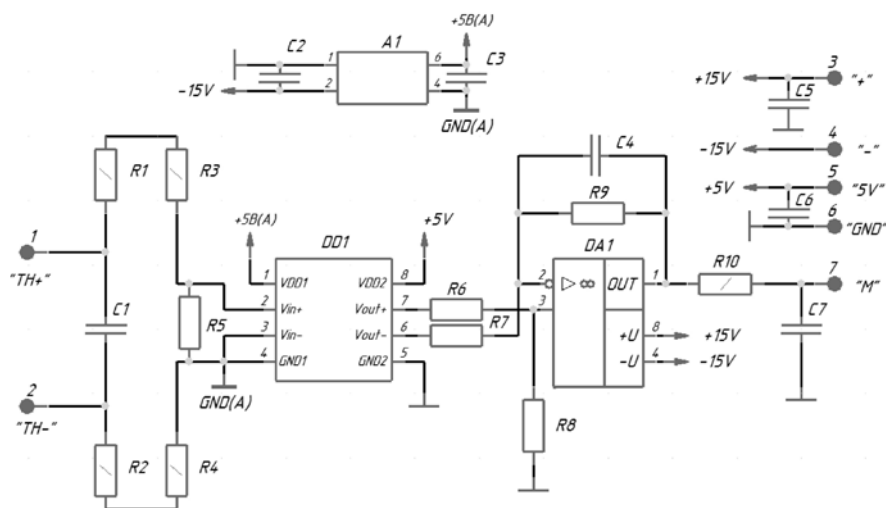 +5В(A)
C2
A1
C3
1
6
2
4
-15V
GND(A)
3
+15V
"+"
C5
4
-15V
"-"
5
+5V
"5V"
C6
6
"GND"
C4
R9
R1
R3
+5В(A)
+5V
DD1
DA1
1
"TH+"
1
VDD1
VDD2
8
2
Vin+
Vout+
7
3
Vin-
Vout-
6
4
GND1
GND2
5
R6
R7
2
▷ ∞
OUT
1
3
+U
8
+15V
-U
4
-15V
R10
7
"M"
C7
C1
R5
GND(A)
2
"TH-"
R8
R2
R4